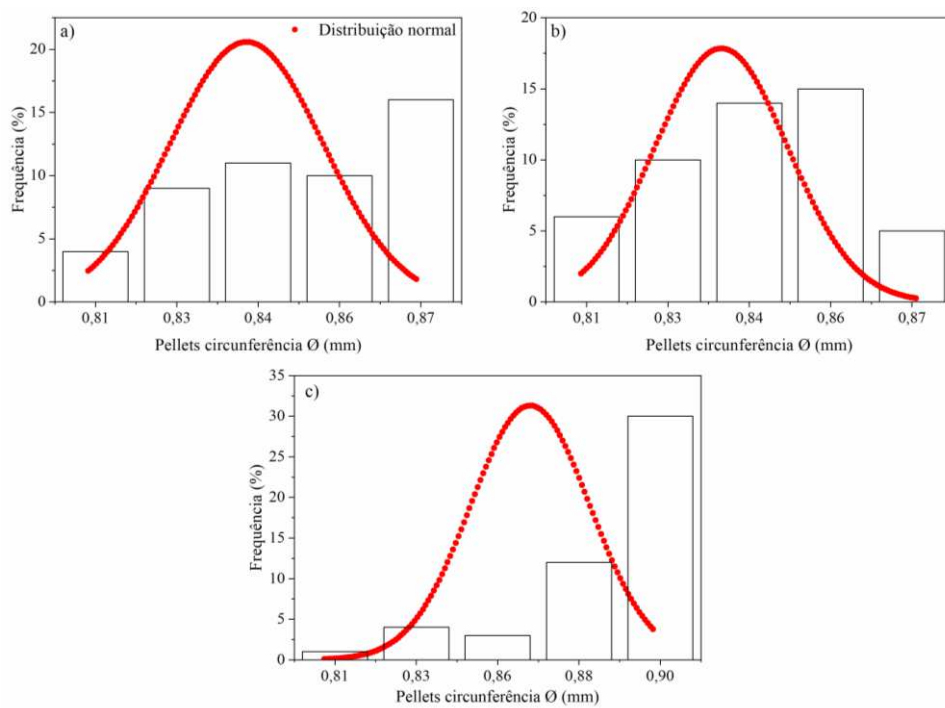 a)
Distribuição normal
20
15
10
5
0
Frequência (%)
0,81 0,83 0,84 0,86 0,87
Pellets circunferência Ø (mm)
b)
20
15
10
5
0
Frequência (%)
0,81 0,83 0,84 0,86 0,87
Pellets circunferência Ø (mm)
c)
35
30
25
20
15
10
5
0
Frequência (%)
0,81 0,83 0,86 0,88 0,90
Pellets circunferência Ø (mm)